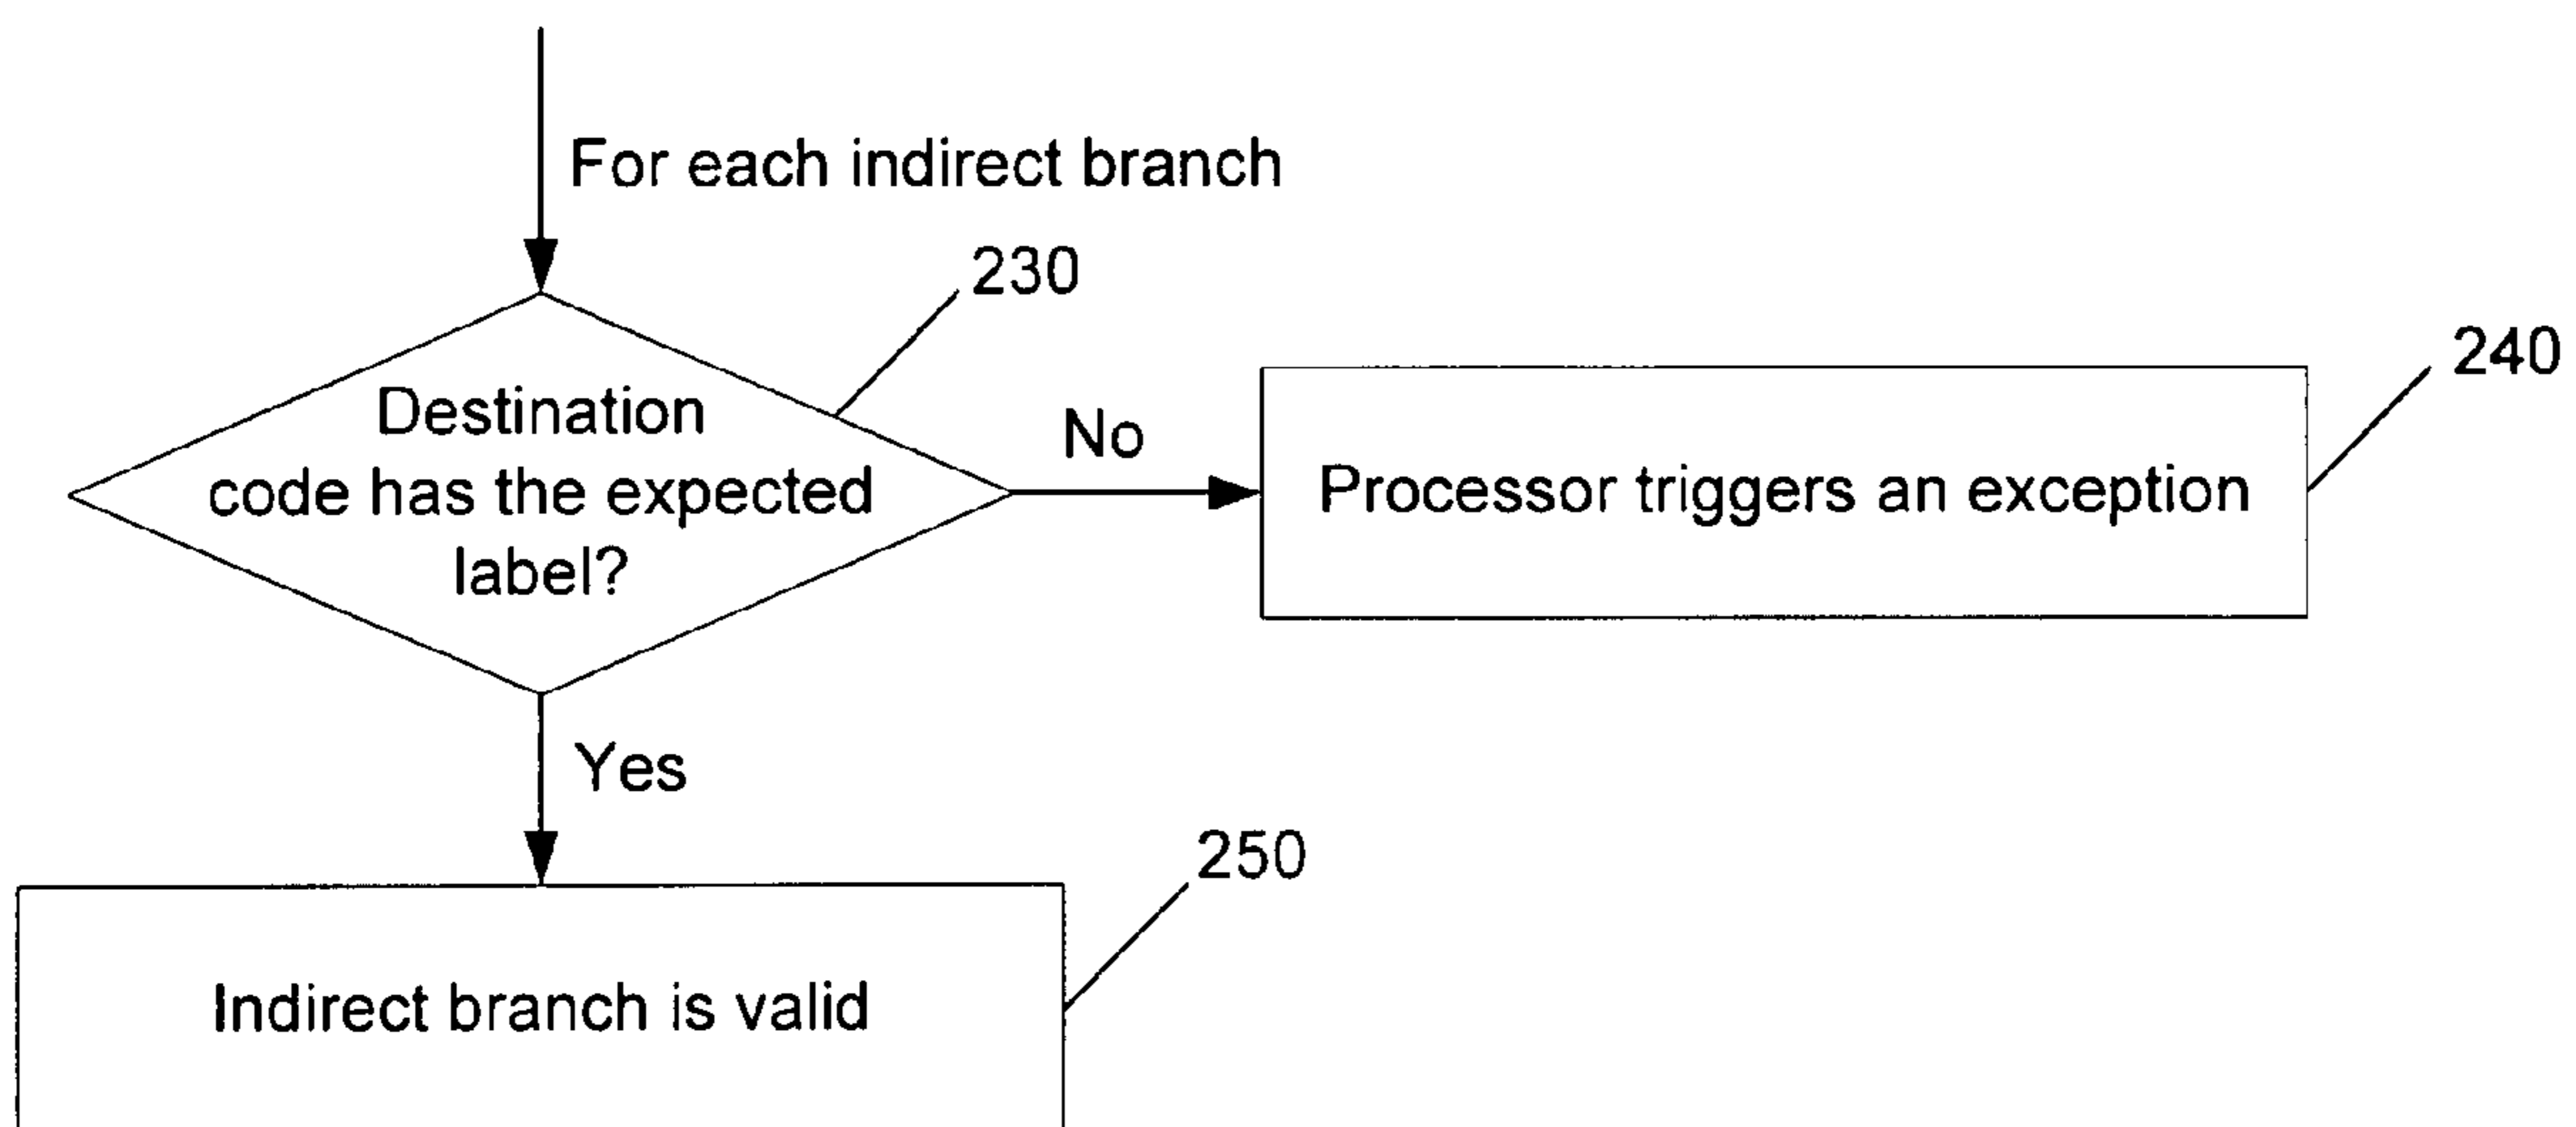 For each indirect branch
230
Destination
code has the expected
label?
No
Processor triggers an exception
240
Yes
250
Indirect branch is valid